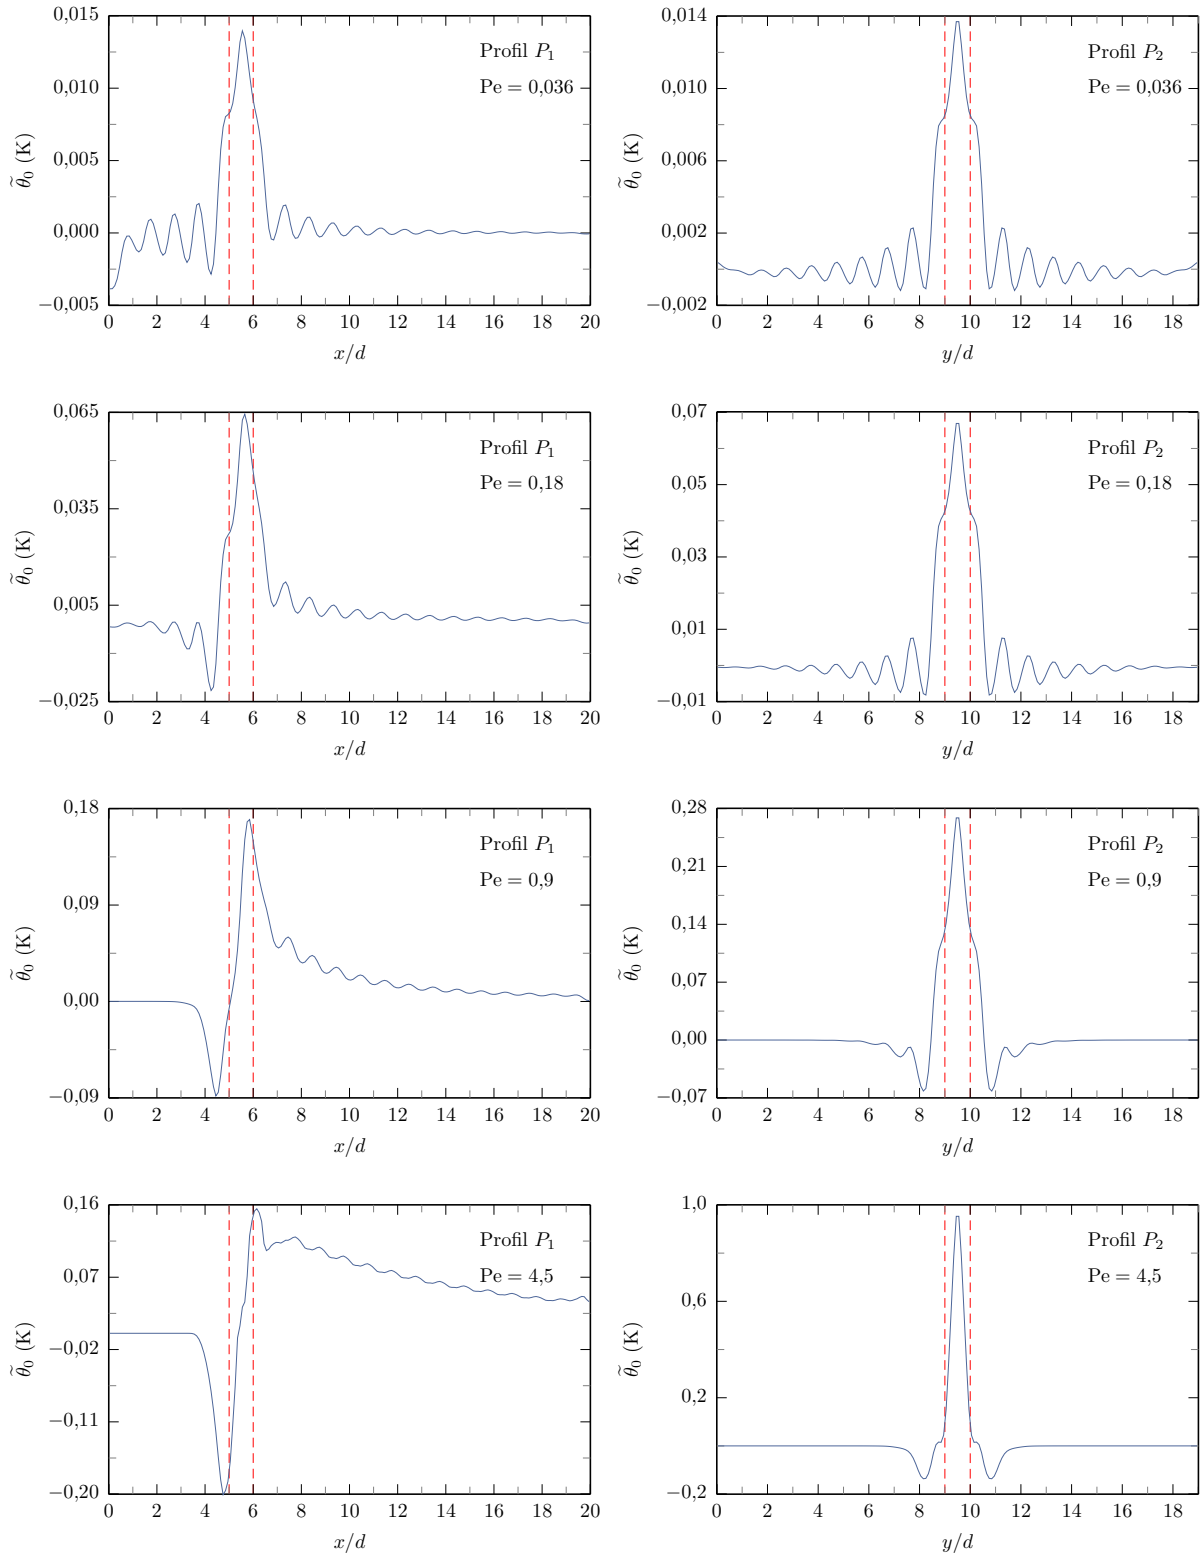 0,015
0,010
0,005
0,000
−0,005
0 2 4 6 8 10 12 14 16 18 20
x/d
θ̃₀ (K)
Profil P₁
Pe = 0,036
0,014
0,010
0,006
0,002
−0,002
0 2 4 6 8 10 12 14 16 18
y/d
θ̃₀ (K)
Profil P₂
Pe = 0,036
0,065
0,035
0,005
−0,025
0 2 4 6 8 10 12 14 16 18 20
x/d
θ̃₀ (K)
Profil P₁
Pe = 0,18
0,07
0,05
0,03
0,01
−0,01
0 2 4 6 8 10 12 14 16 18
y/d
θ̃₀ (K)
Profil P₂
Pe = 0,18
0,18
0,09
0,00
−0,09
0 2 4 6 8 10 12 14 16 18 20
x/d
θ̃₀ (K)
Profil P₁
Pe = 0,9
0,28
0,21
0,14
0,07
0,00
−0,07
0 2 4 6 8 10 12 14 16 18
y/d
θ̃₀ (K)
Profil P₂
Pe = 0,9
0,16
0,07
−0,02
−0,11
−0,20
0 2 4 6 8 10 12 14 16 18 20
x/d
θ̃₀ (K)
Profil P₁
Pe = 4,5
1,0
0,6
0,2
−0,2
0 2 4 6 8 10 12 14 16 18
y/d
θ̃₀ (K)
Profil P₂
Pe = 4,5